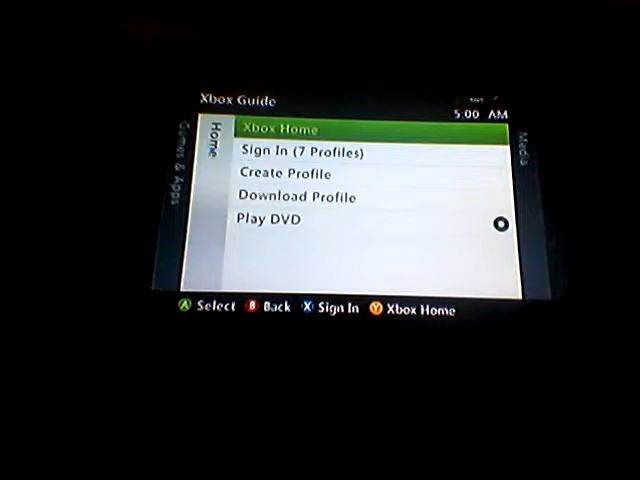 Xbox Guide
5:00 AM
Games & Apps
Home
Media
Xbox Home
Sign In (7 Profiles)
Create Profile
Download Profile
Play DVD
A Select B Back X Sign In Y Xbox Home